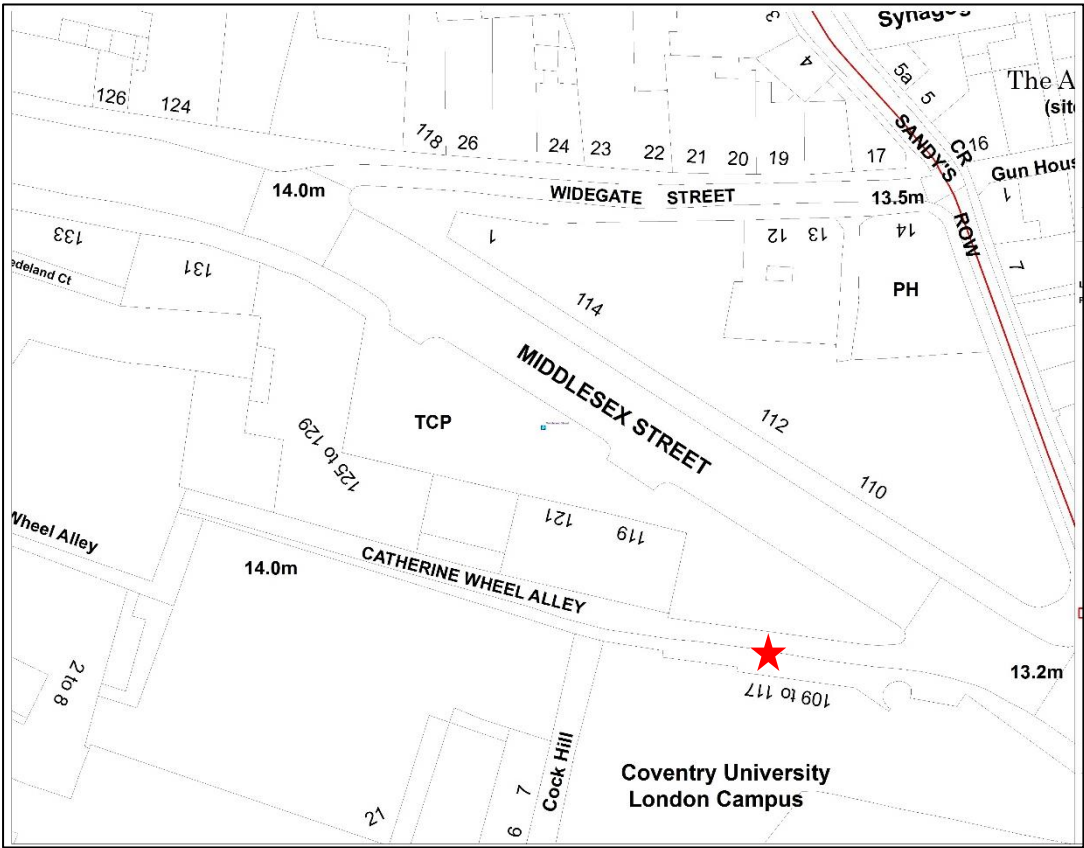 Synagog
3
4
5a
5
The A
(site
126
124
118
26
24
23
22
21
20
19
17
SANDY'S ROW
CR
16
Gun Hous
1
14.0m
WIDEGATE STREET
13.5m
133
131
edeland Ct
1
12
13
14
7
PH
114
MIDDLESEX STREET
TCP
112
125 to 129
110
121
119
Wheel Alley
14.0m
CATHERINE WHEEL ALLEY
2 to 8
109 to 117
13.2m
Cock Hill
7
6
21
Coventry University
London Campus